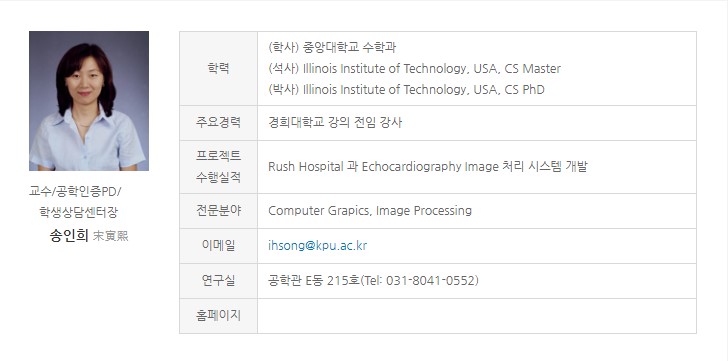 교수/공학인증PD/
학생상담센터장
송인희 宋寅熙
학력
(학사) 중앙대학교 수학과
(석사) Illinois Institute of Technology, USA, CS Master
(박사) Illinois Institute of Technology, USA, CS PhD
주요경력
경희대학교 강의 전임 강사
프로젝트
수행실적
Rush Hospital 과 Echocardiography Image 처리 시스템 개발
전문분야
Computer Grapics, Image Processing
이메일
ihsong@kpu.ac.kr
연구실
공학관 E동 215호(Tel: 031-8041-0552)
홈페이지